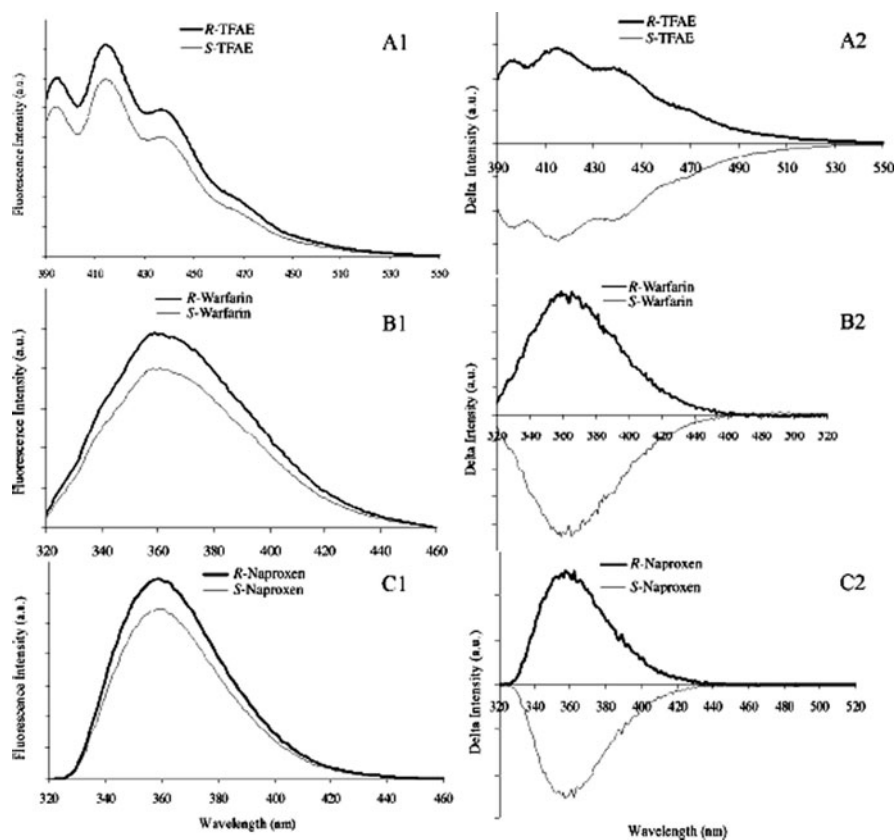 R-TFAE
S-TFAE
A1
Fluorescence Intensity (a.u.)
390 410 430 450 470 490 510 530 550
R-TFAE
S-TFAE
A2
Delta Intensity (a.u.)
390 410 430 450 470 490 510 530 550
R-Warfarin
S-Warfarin
B1
Fluorescence Intensity (a.u.)
320 340 360 380 400 420 440 460
R-Warfarin
S-Warfarin
B2
Delta Intensity (a.u.)
320 340 360 380 400 420 440 460 480 500 520
R-Naproxen
S-Naproxen
C1
Fluorescence Intensity (a.u.)
320 340 360 380 400 420 440 460
Wavelength (nm)
R-Naproxen
S-Naproxen
C2
Delta Intensity (a.u.)
320 340 360 380 400 420 440 460 480 500 520
Wavelength (nm)